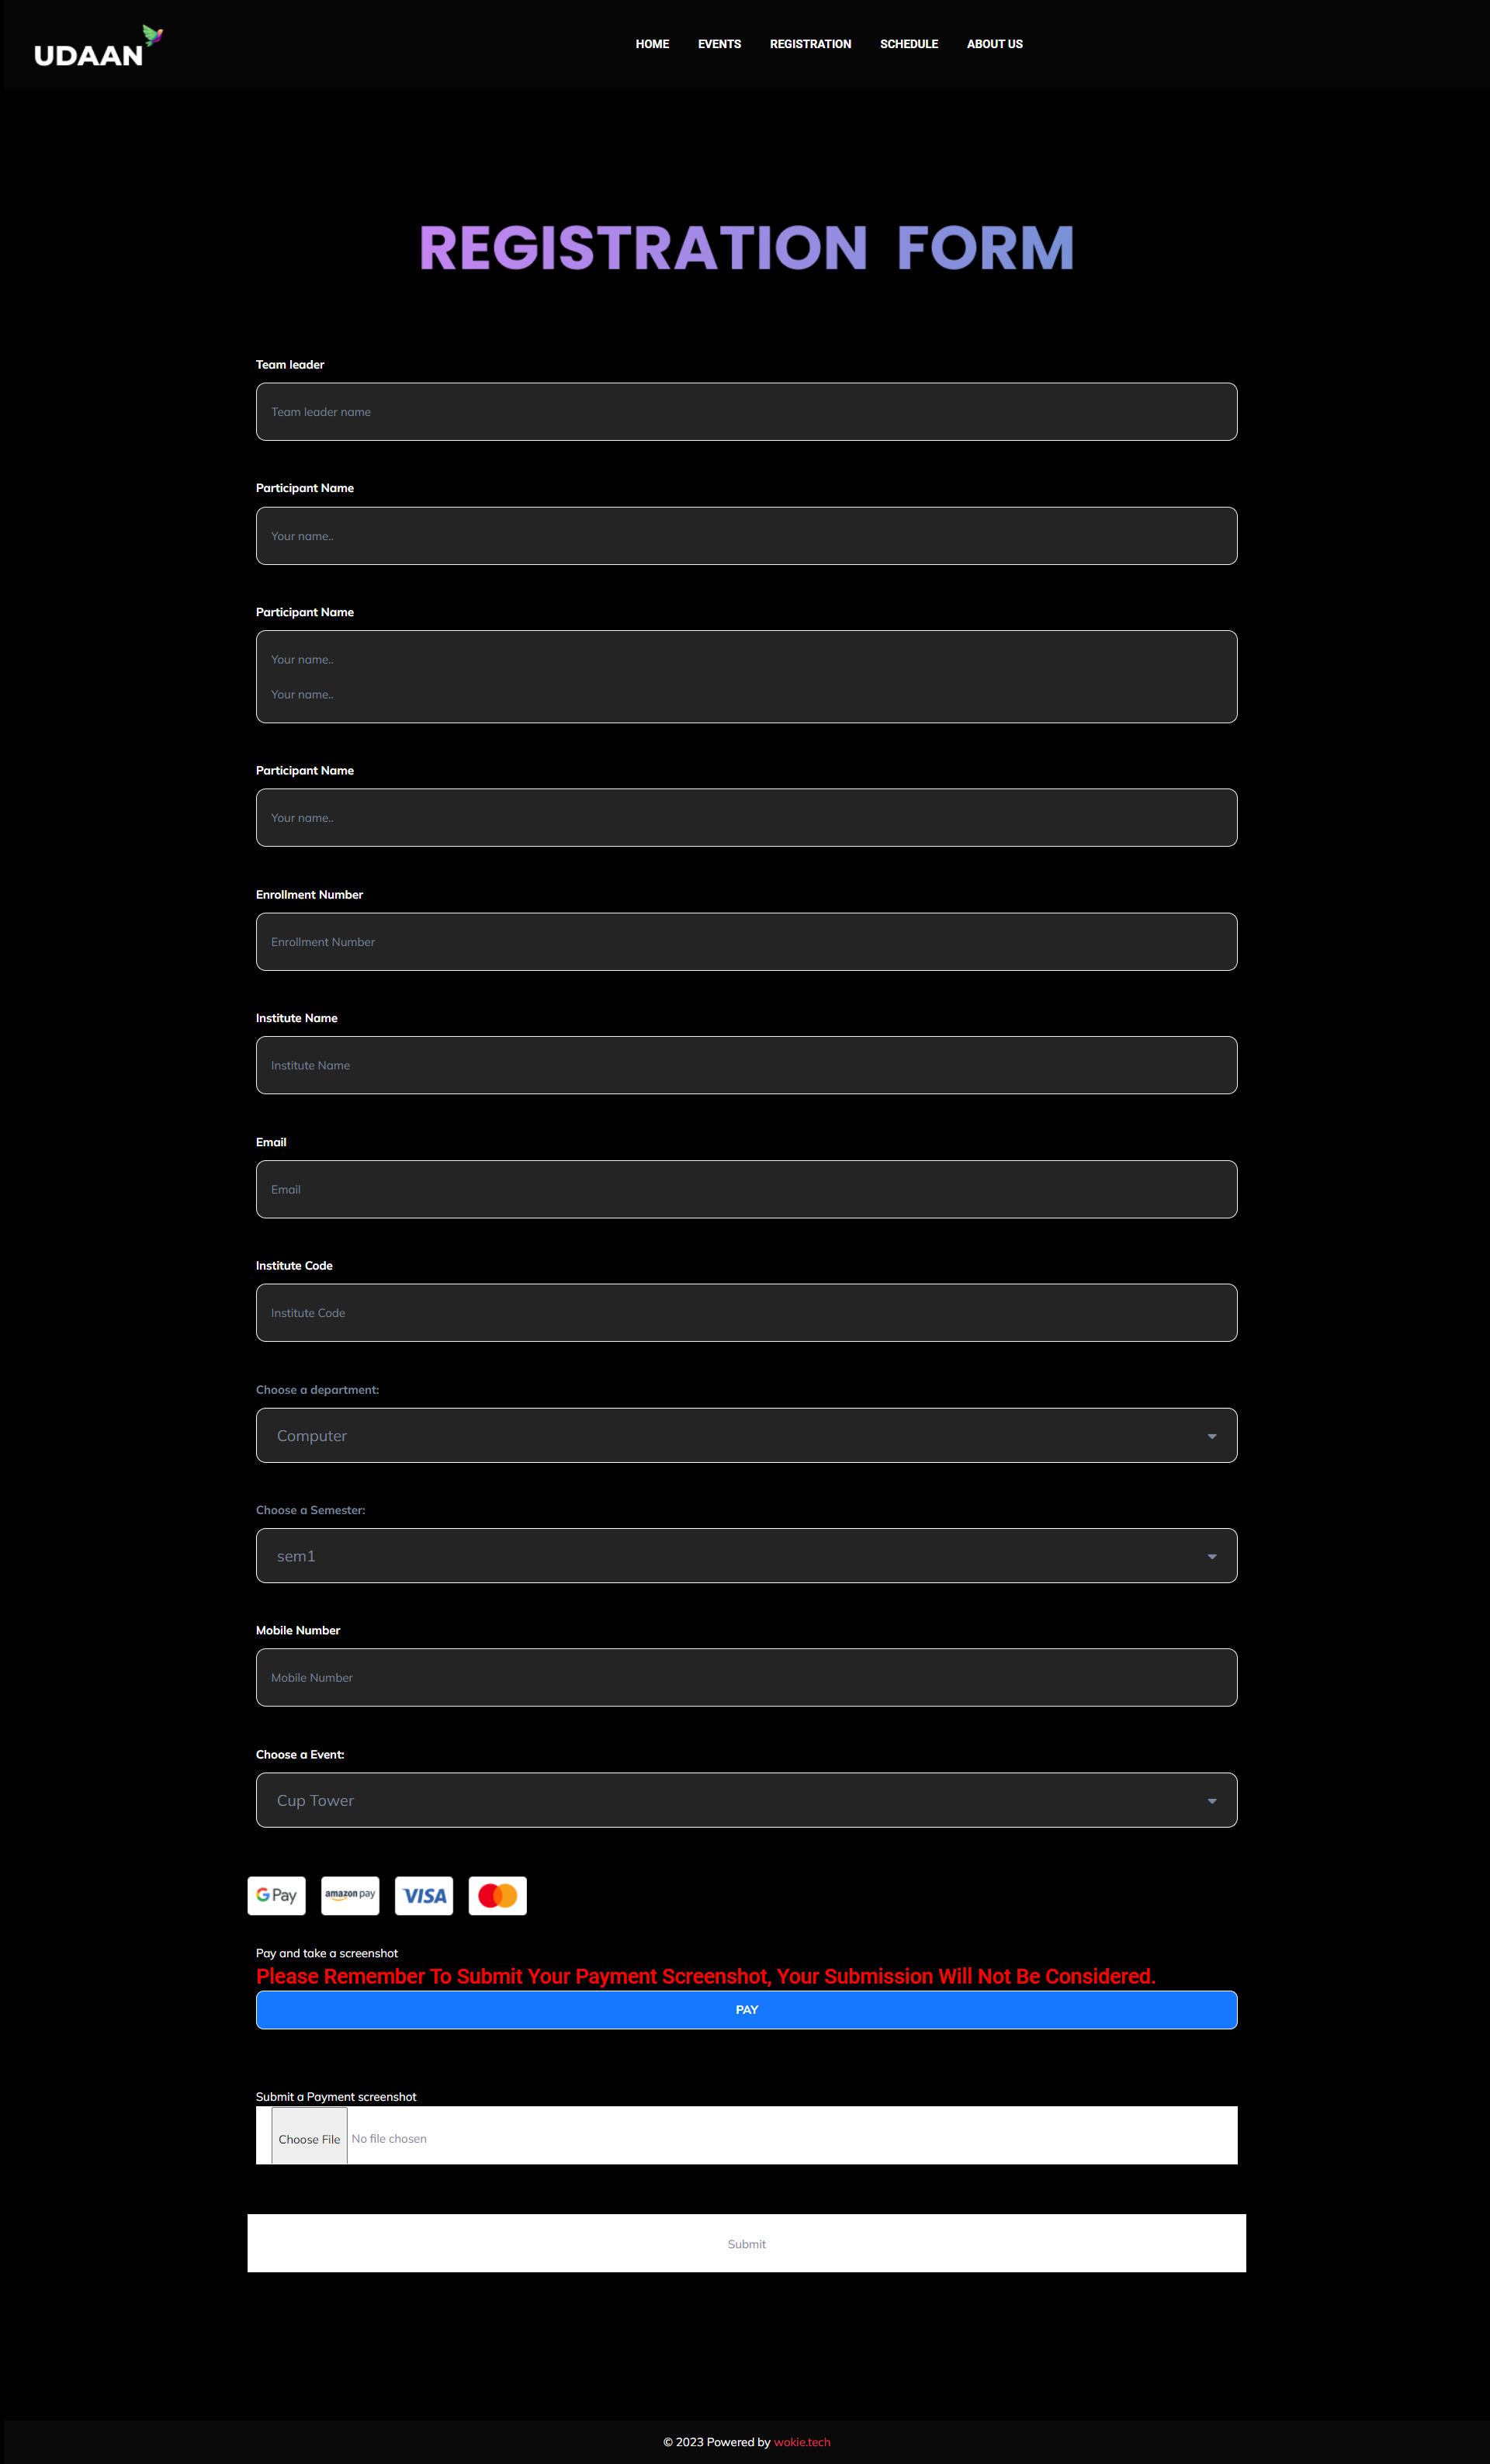 UDAAN
HOME EVENTS REGISTRATION SCHEDULE ABOUT US
REGISTRATION FORM
Team leader
Team leader name
Participant Name
Your name..
Participant Name
Your name..
Your name..
Participant Name
Your name..
Enrollment Number
Enrollment Number
Institute Name
Institute Name
Email
Email
Institute Code
Institute Code
Choose a department:
Computer
Choose a Semester:
sem1
Mobile Number
Mobile Number
Choose a Event:
Cup Tower
G Pay amazon pay VISA
Pay and take a screenshot
Please Remember To Submit Your Payment Screenshot, Your Submission Will Not Be Considered.
PAY
Submit a Payment screenshot
Choose File No file chosen
Submit
© 2023 Powered by wokie.tech